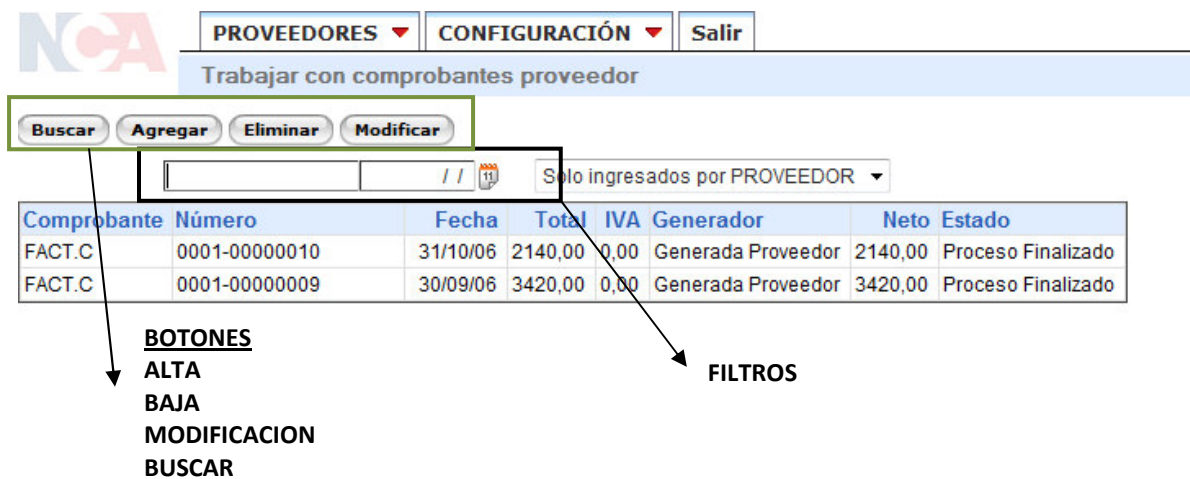 NCA
PROVEEDORES CONFIGURACIÓN Salir
Trabajar con comprobantes proveedor
Buscar Agregar Eliminar Modificar
/ / 11 Solo ingresados por PROVEEDOR
Comprobante Número Fecha Total IVA Generador Neto Estado
FACT.C 0001-00000010 31/10/06 2140,00 0,00 Generada Proveedor 2140,00 Proceso Finalizado
FACT.C 0001-00000009 30/09/06 3420,00 0,00 Generada Proveedor 3420,00 Proceso Finalizado
BOTONES
ALTA
FILTROS
BAJA
MODIFICACION
BUSCAR